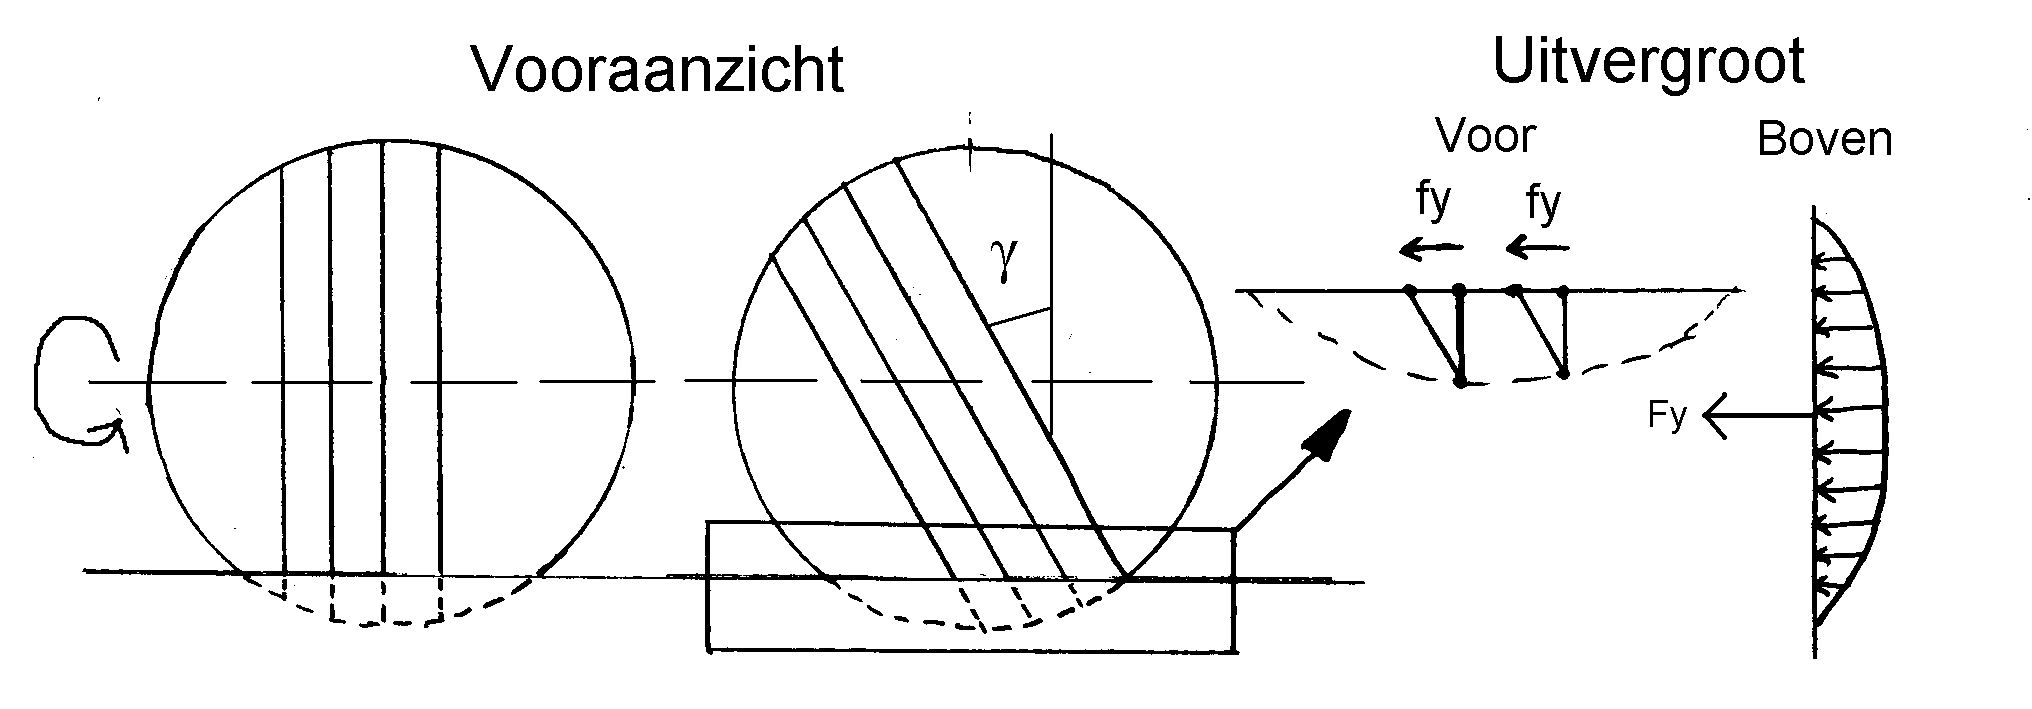 Vooraanzicht
Uitvergroot
Voor
Boven
fy
fy
γ
Fy